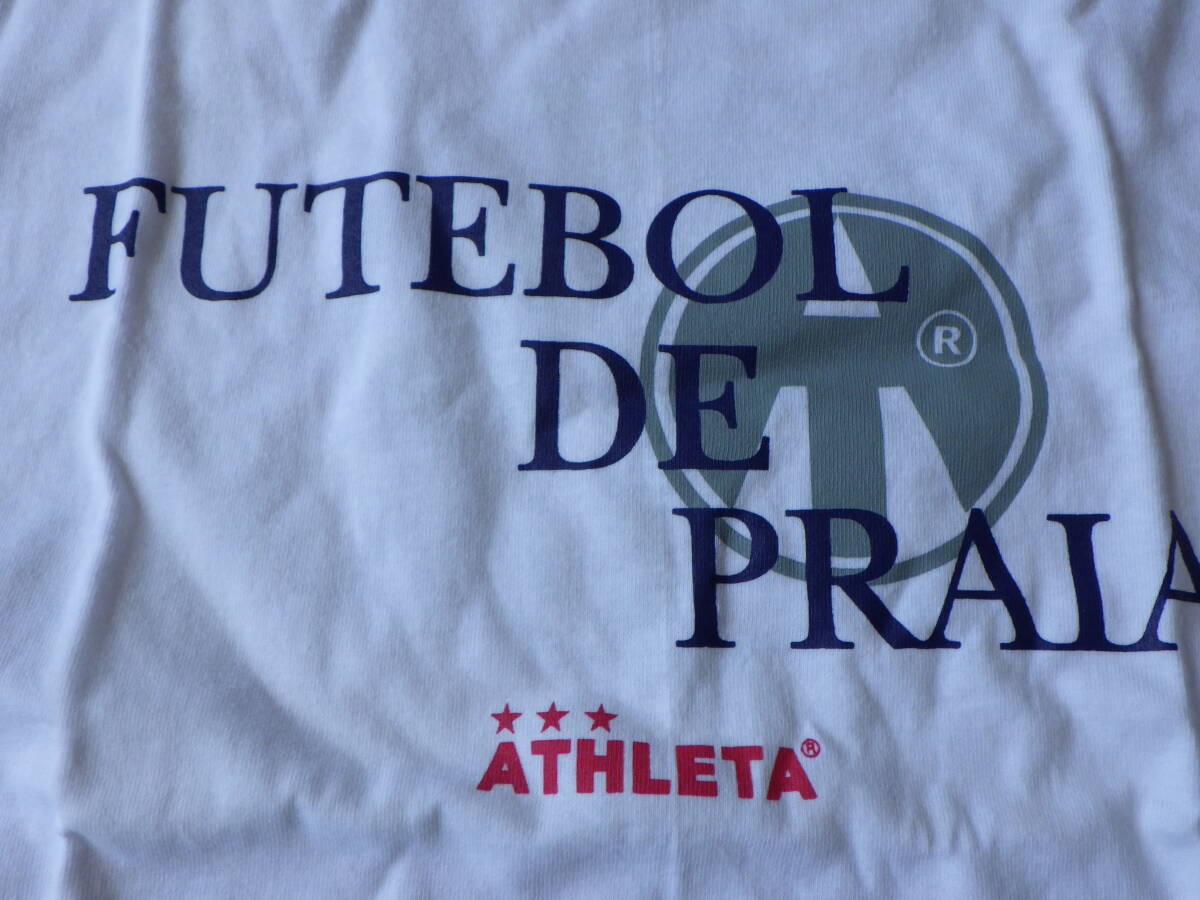 FUTEBOL
DE
®
PRAIA
★★★
ATHLETA®